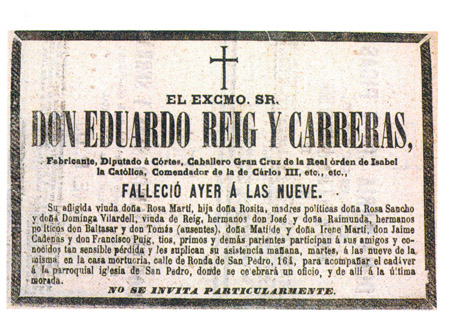 EL EXCMO. SR.
DON EDUARDO REIG Y CARRERAS,
Fabricante, Diputado á Córtes, Caballero Gran Cruz de la Real órden de Isabel
la Católica, Comendador de la de Cárlos III, etc., etc.,
FALLECIÓ AYER Á LAS NUEVE.
Su afligida viuda doña Rosa Martí, hija doña Rosita, madres políticas doña Rosa Sancho
y doña Dominga Vilardell, viuda de Reig, hermanos don José y doña Raimunda, hermanos
políticos don Baltasar y don Tomás (ausentes), doña Matilde y doña Irene Martí, don Jaime
Cadenas y don Francisco Puig, tios, primos y demás parientes participan á sus amigos y co-
nocidos tan sensible pérdida y les suplican su asistencia mañana, martes, á las nueve de la
misma en la casa mortuoria, calle de Ronda de San Pedro, 161, para acompañar el cadáver
á la parroquial iglesia de San Pedro, donde se celebrará un oficio, y de allí á la última
morada.
NO SE INVITA PARTICULARMENTE.